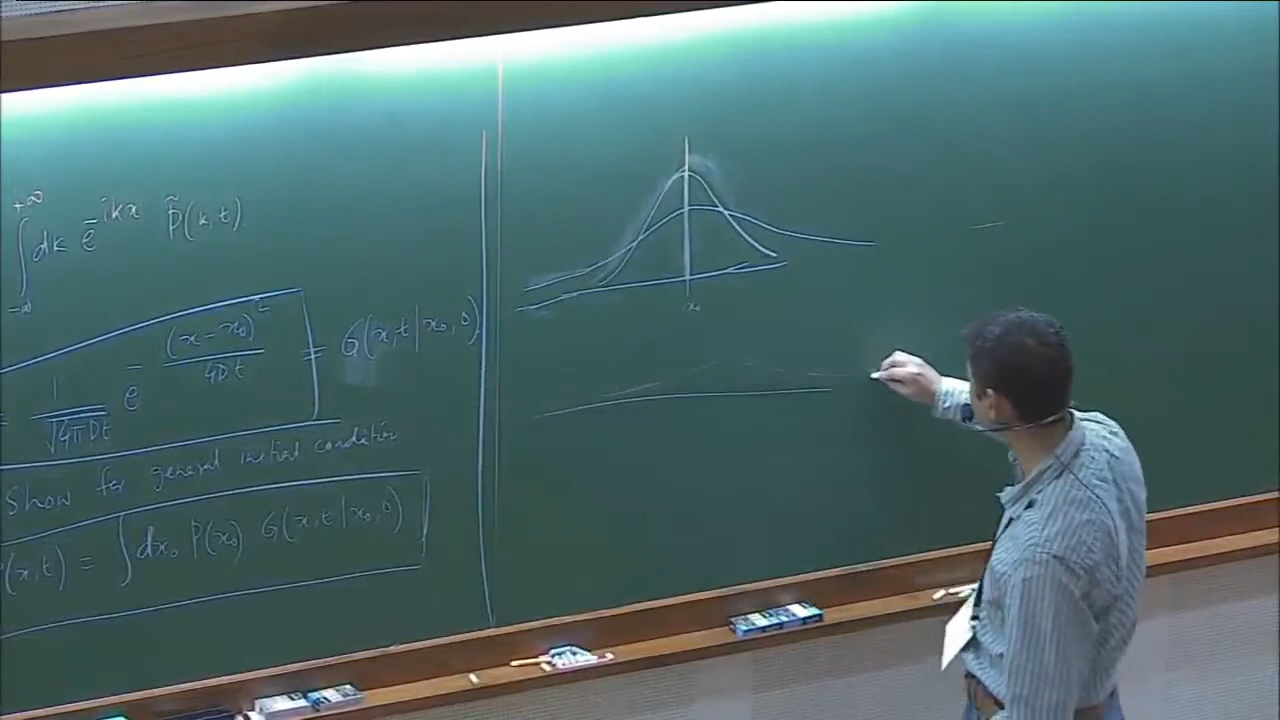 ∫_{-∞}^{+∞} dk e^{-ikx} P̃(k,t)
= 1/√(4πDt) e^{-(x-x₀)²/4Dt} = G(x,t|x₀,0)
Show for general initial condition
P(x,t) = ∫dx₀ P(x₀) G(x,t|x₀,0)
x₀